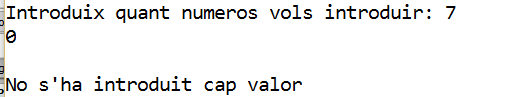 Introduix quant numeros vols introduir: 7
0
No s'ha introduit cap valor